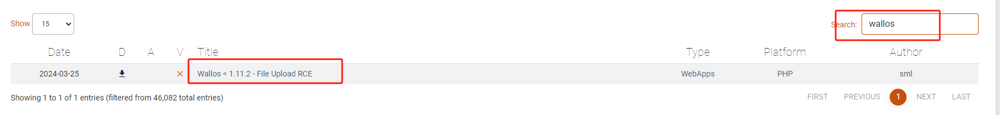 Show 15 Search: wallos
Date D A V Title Type Platform Author
2024-03-25 Wallos < 1.11.2 - File Upload RCE WebApps PHP sml
Showing 1 to 1 of 1 entries (filtered from 46,082 total entries) FIRST PREVIOUS 1 NEXT LAST